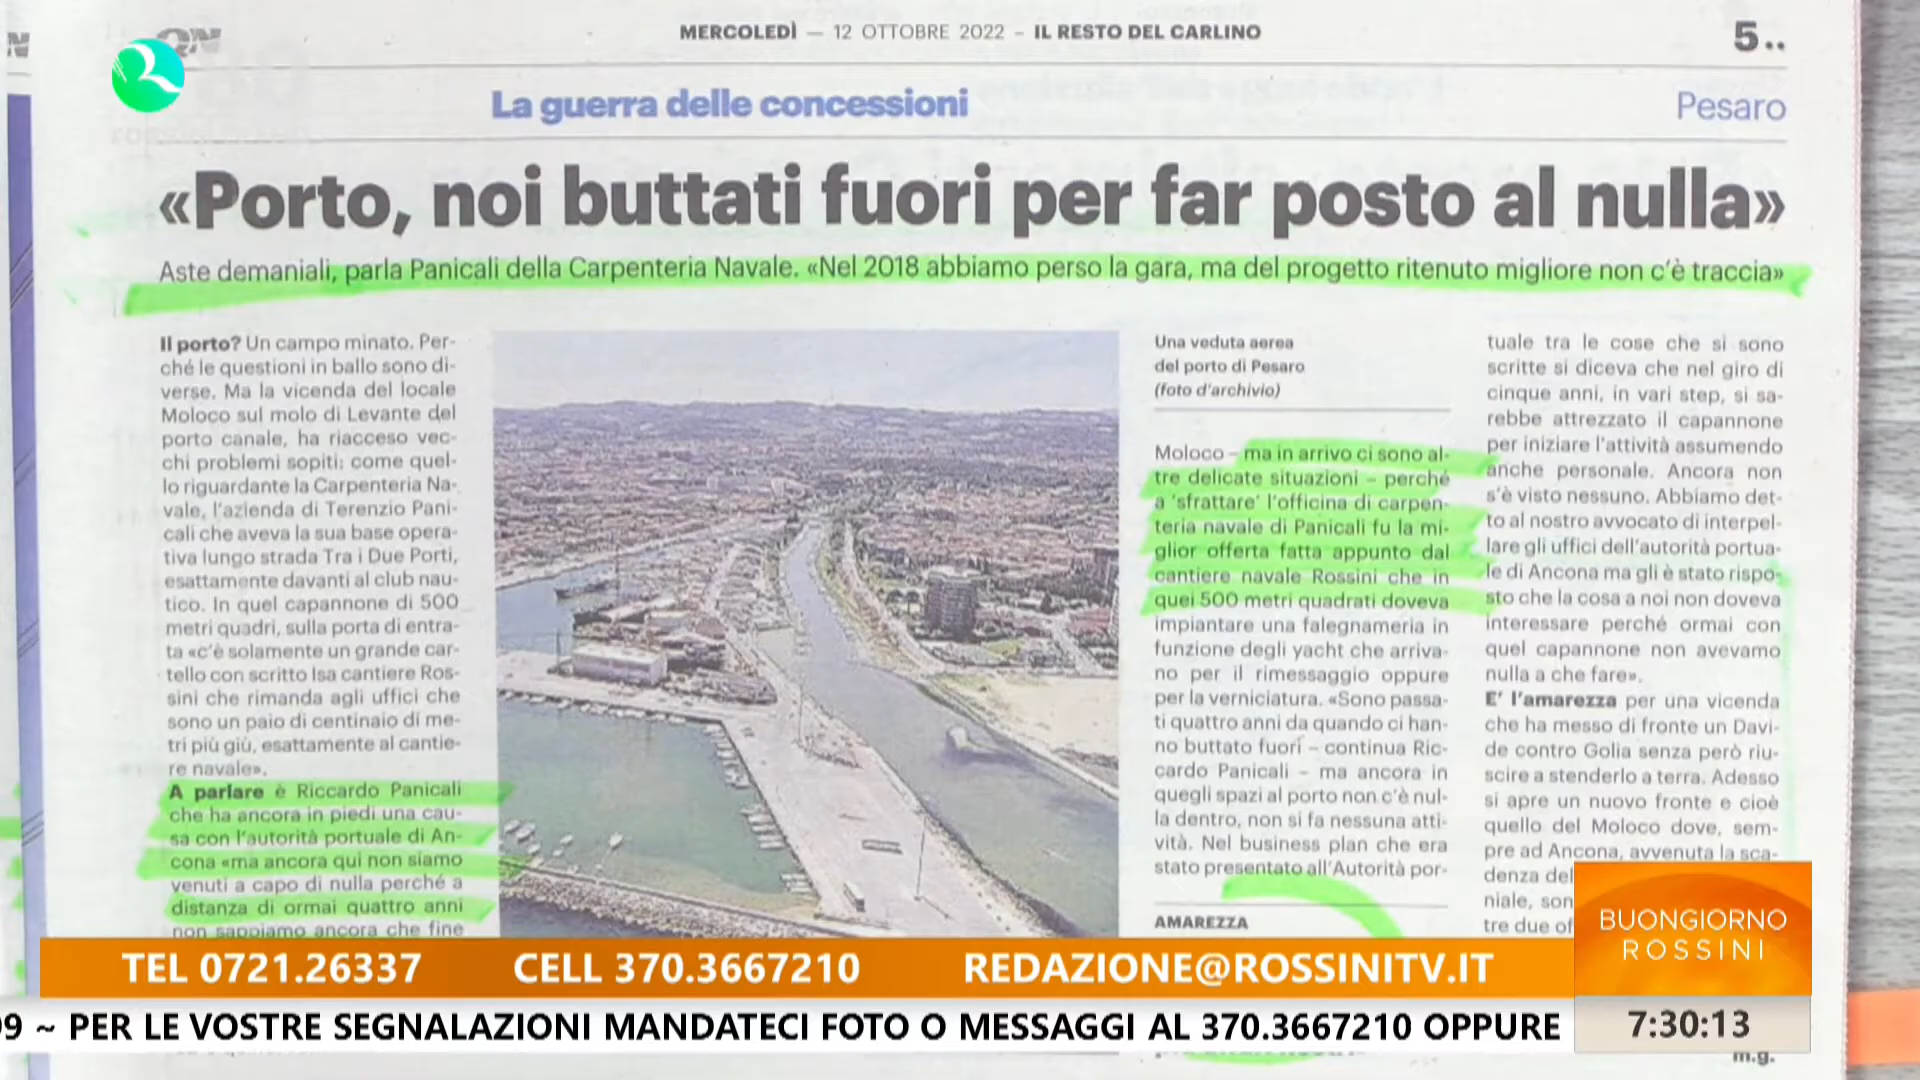 QN
MERCOLEDÌ — 12 OTTOBRE 2022 – IL RESTO DEL CARLINO
5..
La guerra delle concessioni
Pesaro
«Porto, noi buttati fuori per far posto al nulla»
Aste demaniali, parla Panicali della Carpenteria Navale. «Nel 2018 abbiamo perso la gara, ma del progetto ritenuto migliore non c'è traccia»
Il porto? Un campo minato. Per-
ché le questioni in ballo sono di-
verse. Ma la vicenda del locale
Moloco sul molo di Levante del
porto canale, ha riacceso vec-
chi problemi sopiti: come quel-
lo riguardante la Carpenteria Na-
vale, l'azienda di Terenzio Pani-
cali che aveva la sua base opera-
tiva lungo strada Tra i Due Porti,
esattamente davanti al club nau-
tico. In quel capannone di 500
metri quadri, sulla porta di entra-
ta «c'è solamente un grande car-
tello con scritto Isa cantiere Ros-
sini che rimanda agli uffici che
sono un paio di centinaio di me-
tri più giù, esattamente al cantie-
re navale».
A parlare è Riccardo Panicali
che ha ancora in piedi una cau-
sa con l'autorità portuale di An-
cona «ma ancora qui non siamo
venuti a capo di nulla perché a
distanza di ormai quattro anni
non sappiamo ancora che fine
Una veduta aerea
del porto di Pesaro
(foto d'archivio)
Moloco – ma in arrivo ci sono al-
tre delicate situazioni – perché
a 'sfrattare' l'officina di carpen-
teria navale di Panicali fu la mi-
glior offerta fatta appunto dal
cantiere navale Rossini che in
quei 500 metri quadrati doveva
impiantare una falegnameria in
funzione degli yacht che arriva-
no per il rimessaggio oppure
per la verniciatura. «Sono passa-
ti quattro anni da quando ci han-
no buttato fuori – continua Ric-
cardo Panicali – ma ancora in
quegli spazi al porto non c'è nul-
la dentro, non si fa nessuna atti-
vità. Nel business plan che era
stato presentato all'Autorità por-
AMAREZZA
tuale tra le cose che si sono
scritte si diceva che nel giro di
cinque anni, in vari step, si sa-
rebbe attrezzato il capannone
per iniziare l'attività assumendo
anche personale. Ancora non
s'è visto nessuno. Abbiamo det-
to al nostro avvocato di interpel-
lare gli uffici dell'autorità portua-
le di Ancona ma gli è stato rispo-
sto che la cosa a noi non doveva
interessare perché ormai con
quel capannone non avevamo
nulla a che fare».
E' l'amarezza per una vicenda
che ha messo di fronte un Davi-
de contro Golia senza però riu-
scire a stenderlo a terra. Adesso
si apre un nuovo fronte e cioè
quello del Moloco dove, sem-
pre ad Ancona, avvenuta la sca-
denza del
niale, son
tre due of
m.g.
TEL 0721.26337 CELL 370.3667210 REDAZIONE@ROSSINITV.IT
BUONGIORNO
ROSSINI
9 ~ PER LE VOSTRE SEGNALAZIONI MANDATECI FOTO O MESSAGGI AL 370.3667210 OPPURE
7:30:13